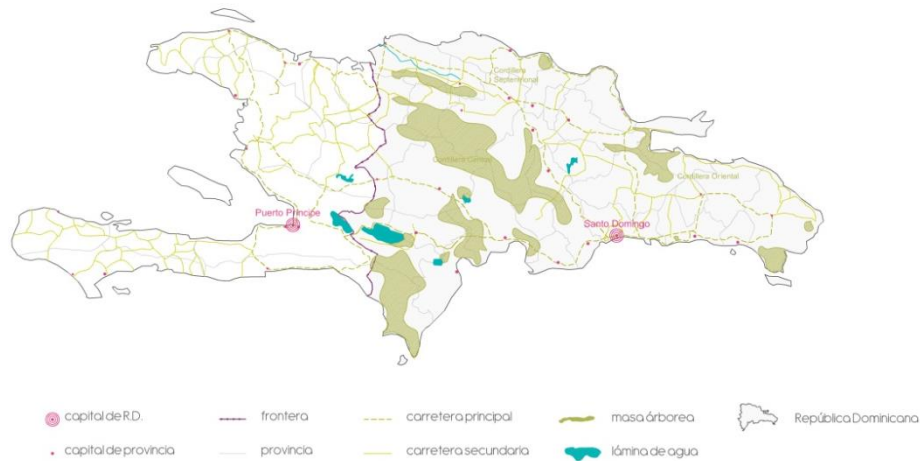 Cordillera
Septentrional
Cordillera Central
Cordillera Oriental
Puerto Principe
Santo Domingo
capital de R.D.
frontera
carretera principal
masa árborea
República Dominicana
capital de provincia
provincia
carretera secundaria
lámina de agua